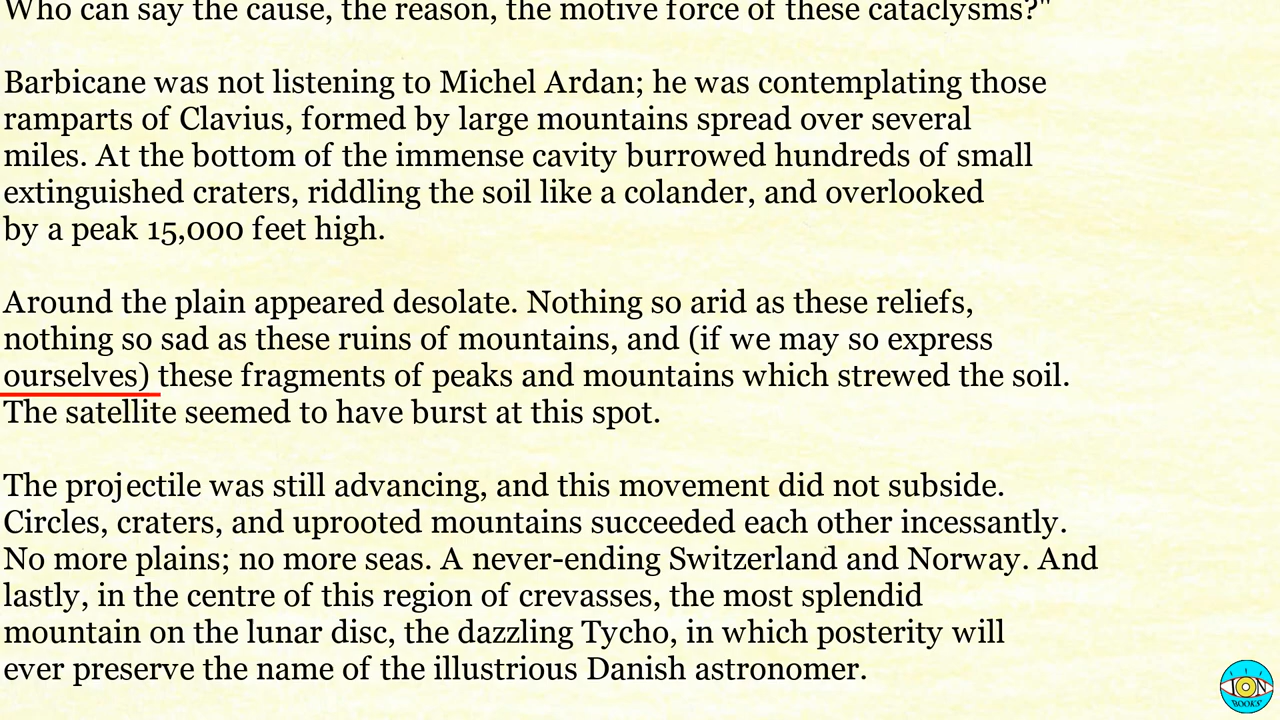 Who can say the cause, the reason, the motive force of these cataclysms?"
Barbicane was not listening to Michel Ardan; he was contemplating those
ramparts of Clavius, formed by large mountains spread over several
miles. At the bottom of the immense cavity burrowed hundreds of small
extinguished craters, riddling the soil like a colander, and overlooked
by a peak 15,000 feet high.
Around the plain appeared desolate. Nothing so arid as these reliefs,
nothing so sad as these ruins of mountains, and (if we may so express
ourselves) these fragments of peaks and mountains which strewed the soil.
The satellite seemed to have burst at this spot.
The projectile was still advancing, and this movement did not subside.
Circles, craters, and uprooted mountains succeeded each other incessantly.
No more plains; no more seas. A never-ending Switzerland and Norway. And
lastly, in the centre of this region of crevasses, the most splendid
mountain on the lunar disc, the dazzling Tycho, in which posterity will
ever preserve the name of the illustrious Danish astronomer.
ION
BOOKS